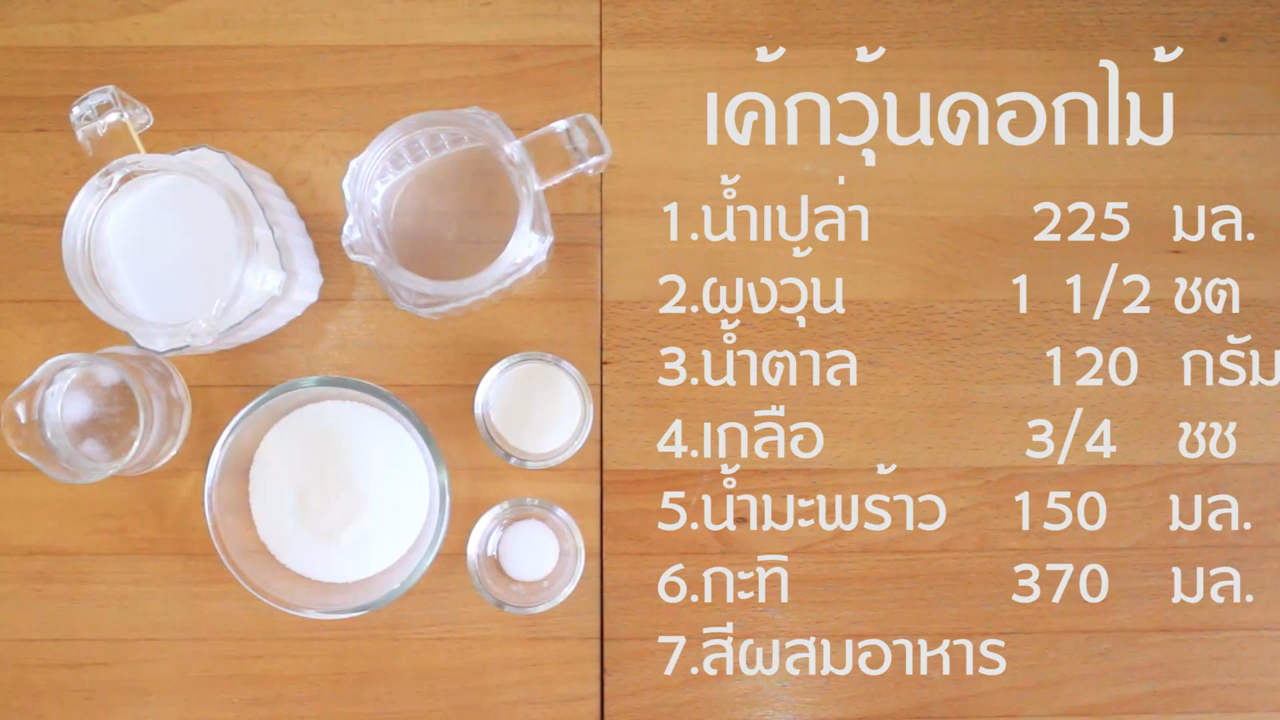 เค้กวุ้นดอกไม้
1.น้ำเปล่า 225 มล.
2.ผงวุ้น 1 1/2 ชต
3.น้ำตาล 120 กรัม
4.เกลือ 3/4 ชช
5.น้ำมะพร้าว 150 มล.
6.กะทิ 370 มล.
7.สีผสมอาหาร